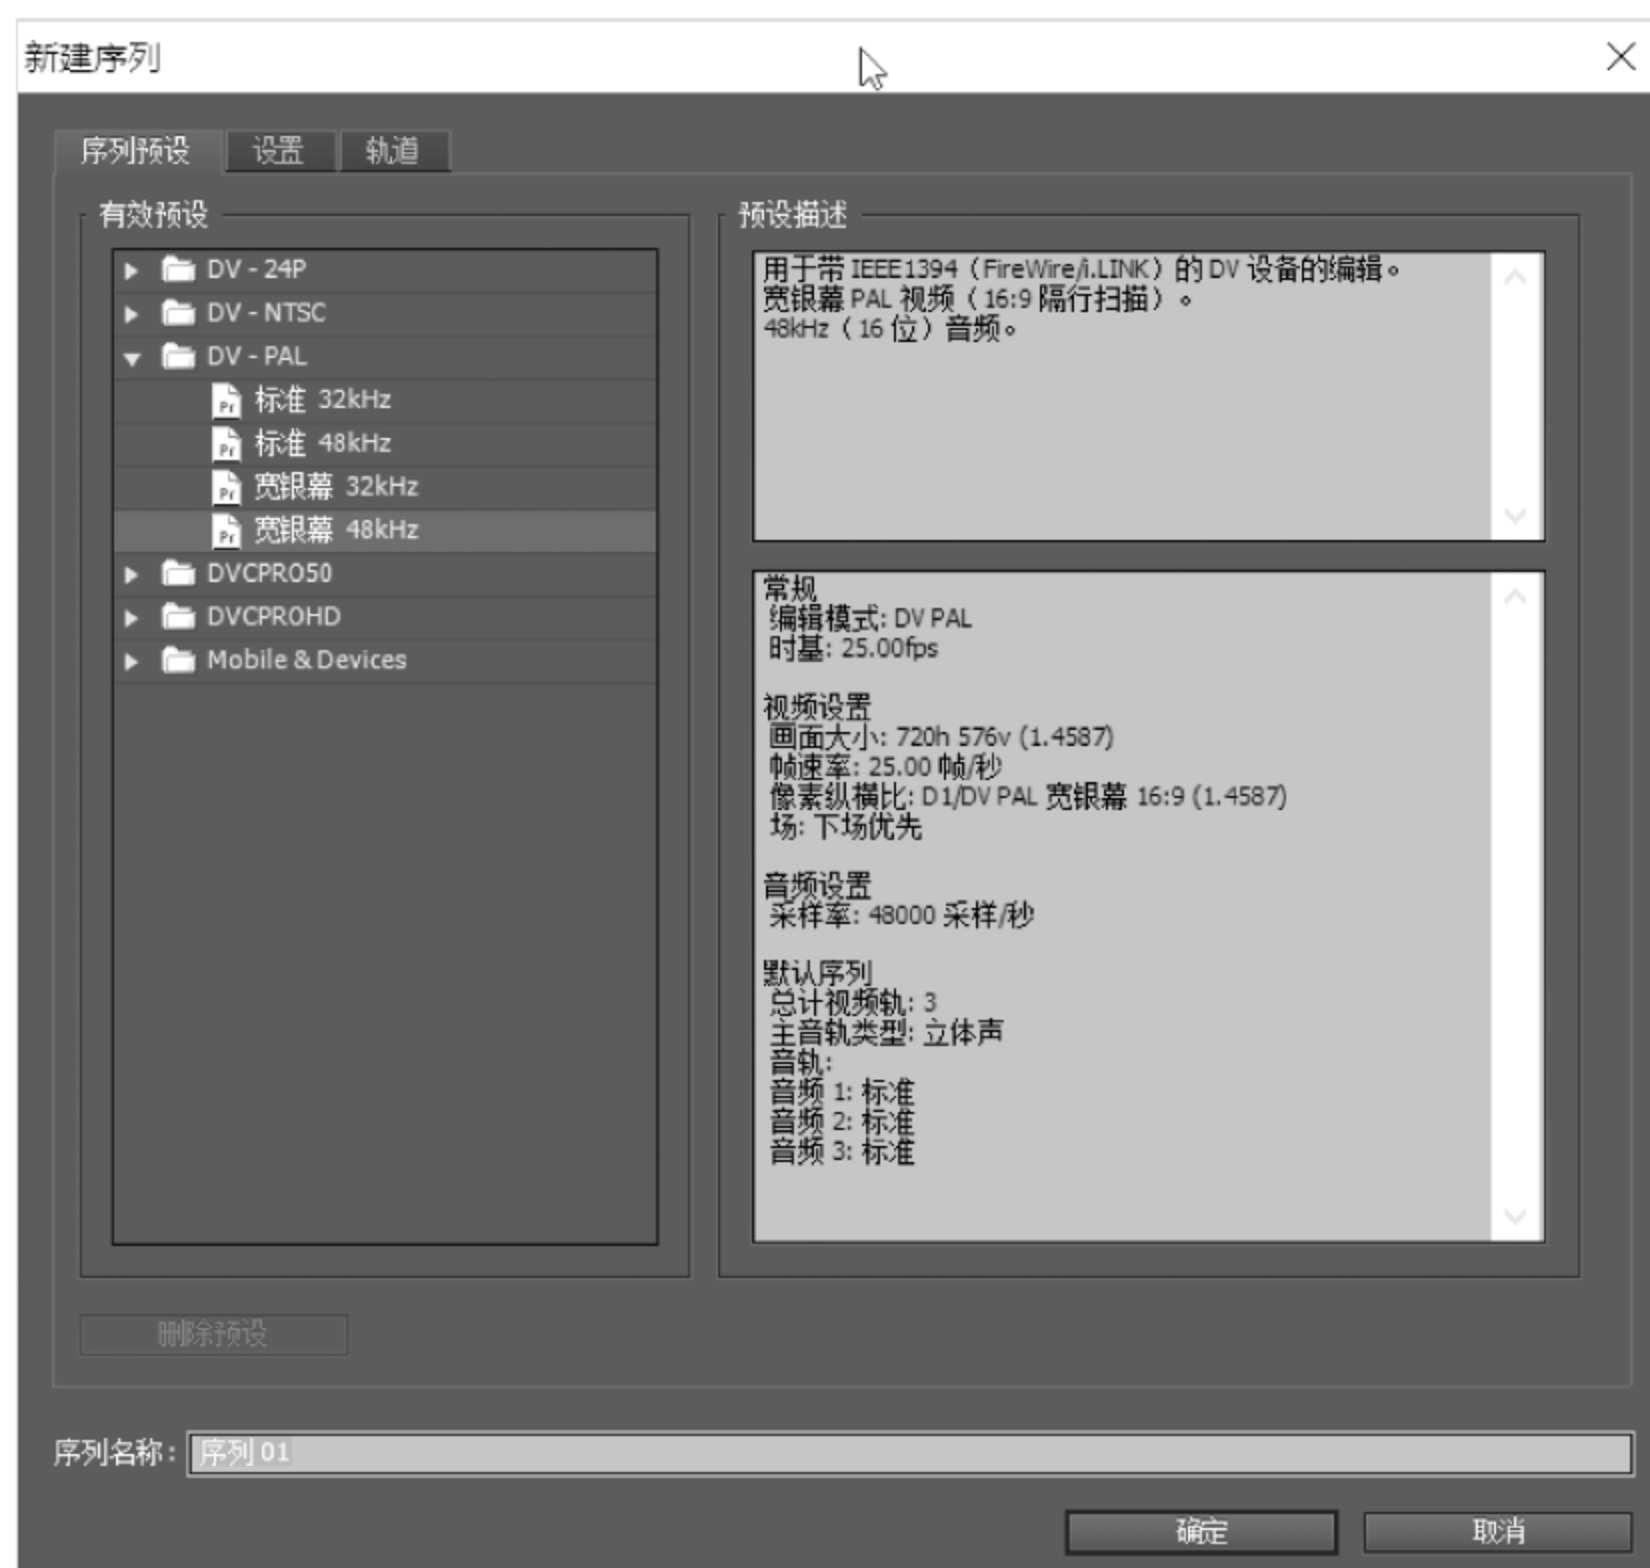 新建序列
序列预设 设置 轨道
有效预设
DV - 24P
DV - NTSC
DV - PAL
标准 32kHz
标准 48kHz
宽银幕 32kHz
宽银幕 48kHz
DVCPRO50
DVCPROHD
Mobile & Devices
预设描述
用于带 IEEE1394（FireWire/i.LINK）的 DV 设备的编辑。
宽银幕 PAL 视频（16:9 隔行扫描）。
48kHz（16 位）音频。
常规
编辑模式: DV PAL
时基: 25.00fps
视频设置
画面大小: 720h 576v (1.4587)
帧速率: 25.00 帧/秒
像素纵横比: D1/DV PAL 宽银幕 16:9 (1.4587)
场: 下场优先
音频设置
采样率: 48000 采样/秒
默认序列
总计视频轨: 3
主音轨类型: 立体声
音轨:
音频 1: 标准
音频 2: 标准
音频 3: 标准
删除预设
序列名称: 序列 01
确定 取消